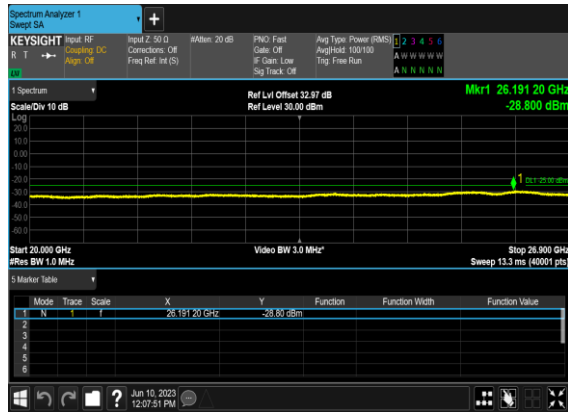 Spectrum Analyzer 1
Swept SA
KEYSIGHT Input: RF Input Z: 50 Ω #Atten: 20 dB PNO: Fast Avg Type: Power (RMS) 1 2 3 4 5 6
R T Coupling: DC Corrections: Off Gate: Off Avg|Hold: 100/100 A W W W W W
Align: Off Freq Ref: Int (S) IF Gain: Low Trig: Free Run
LW Sig Track: Off A N N N N N
1 Spectrum Ref Lvl Offset 32.97 dB Mkr1 26.191 20 GHz
Scale/Div 10 dB Ref Level 30.00 dBm -28.800 dBm
Log
20.0
10.0
0.00
-10.0
-20.0
1 DL1 -25.00 dBm
-30.0
-40.0
-50.0
-60.0
Start 20.000 GHz Video BW 3.0 MHz* Stop 26.900 GHz
#Res BW 1.0 MHz Sweep 13.3 ms (40001 pts)
5 Marker Table
Mode Trace Scale X Y Function Function Width Function Value
1 N 1 f 26.191 20 GHz -28.80 dBm
2
3
4
5
6
? Jun 10, 2023
12:07:51 PM